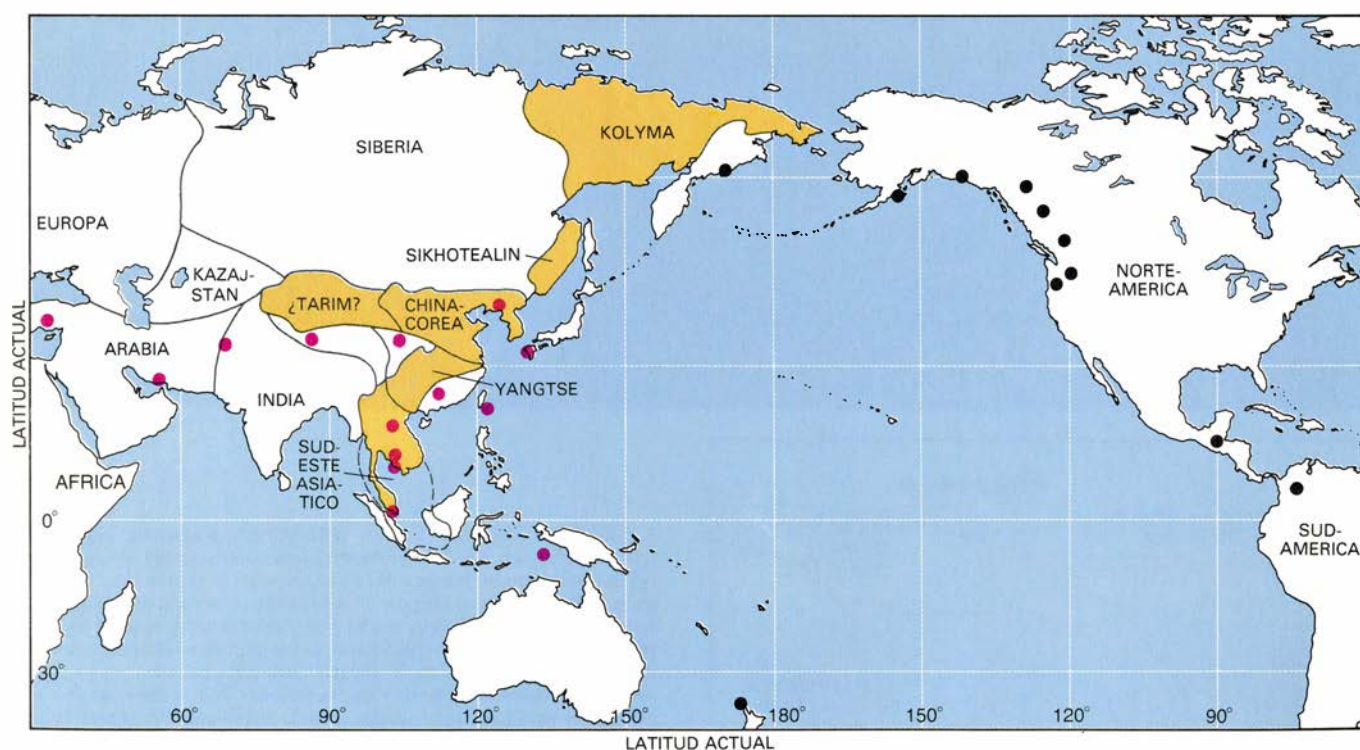 KOLYMA
SIBERIA
EUROPA
SIKHOTEALIN
KAZAJ-
STAN
¿TARIM?
CHINA-
COREA
NORTE-
AMERICA
ARABIA
YANGTSE
INDIA
SUD-
ESTE
ASIA-
TICO
AFRICA
SUD-
AMERICA
0°
30°
60°
90°
120°
150°
180°
150°
120°
90°
LATITUD ACTUAL
LATITUD ACTUAL